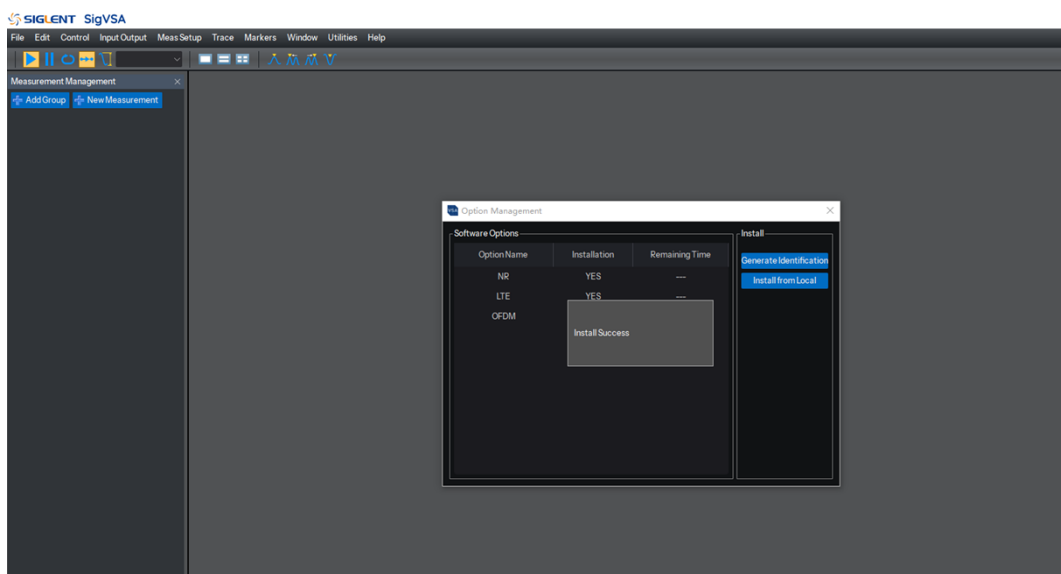 SIGLENT SigVSA
File Edit Control Input Output Meas Setup Trace Markers Window Utilities Help
Measurement Management
Add Group New Measurement
Option Management
Software Options
Install
Option Name Installation Remaining Time
Generate Identification
NR YES ---
Install from Local
LTE YES ---
OFDM
Install Success